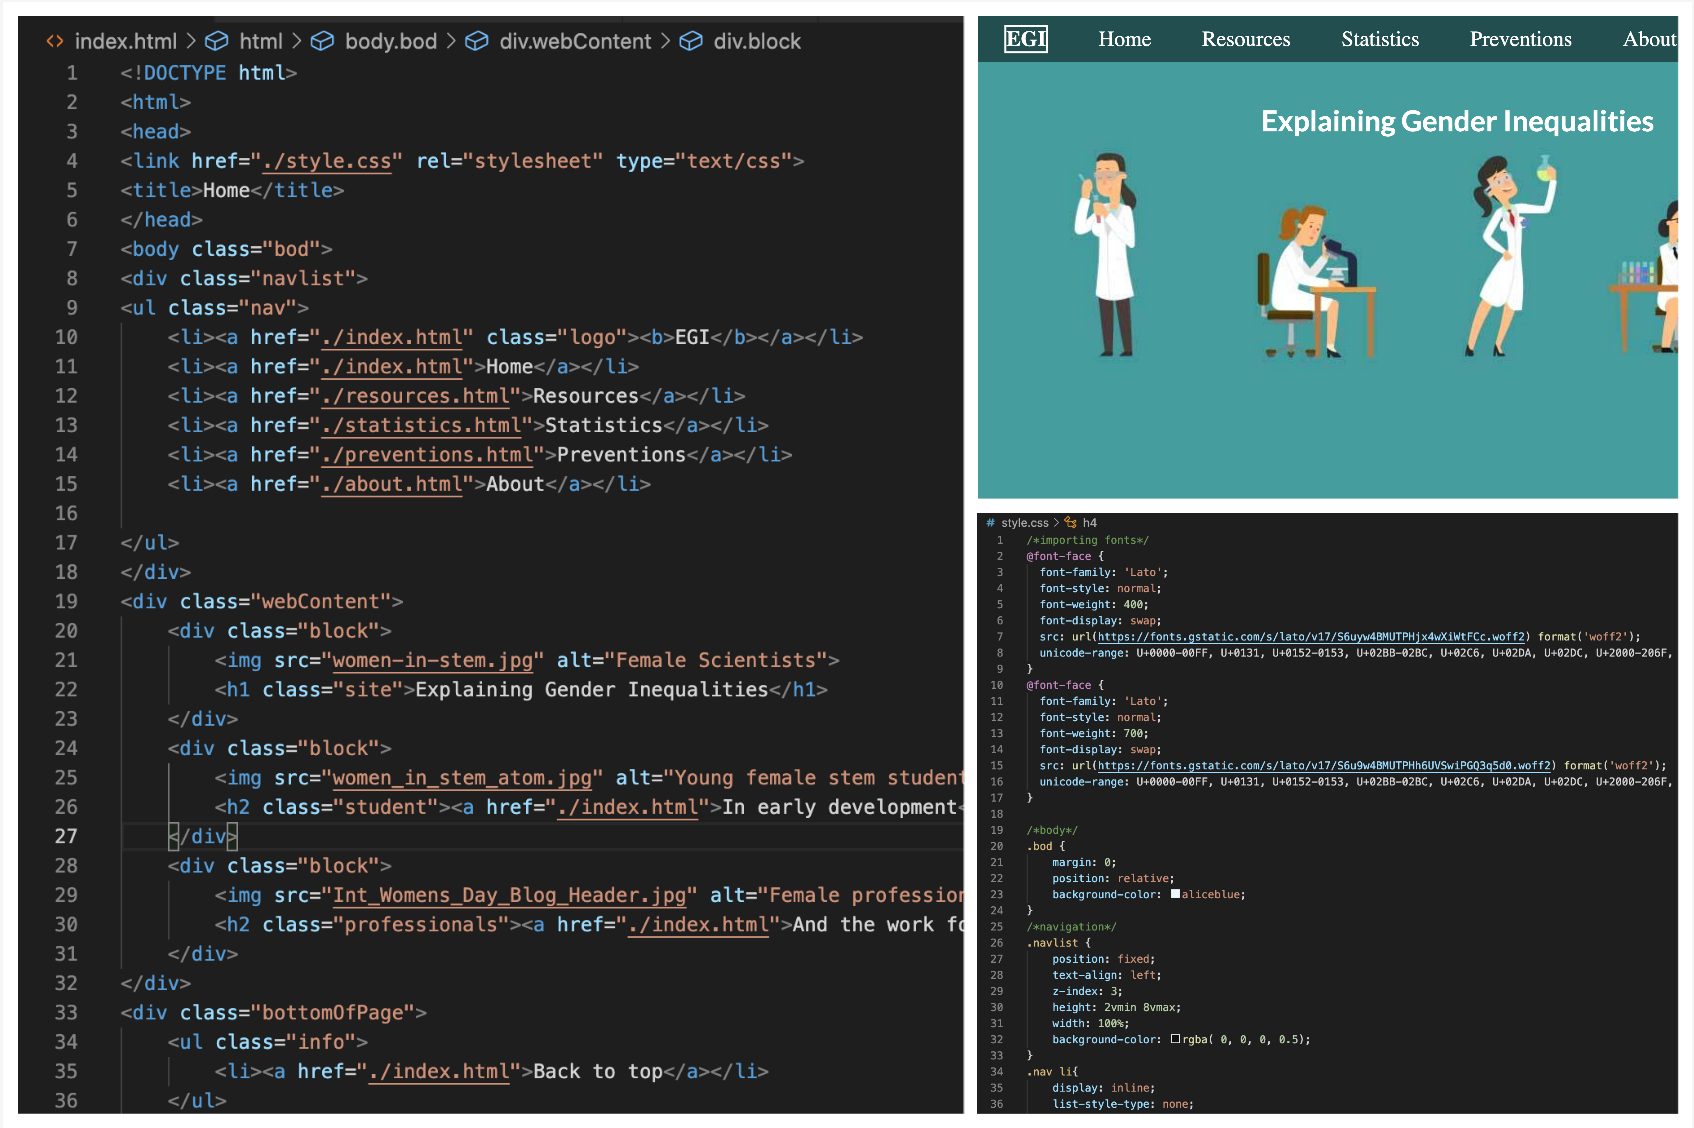 index.html > html > body.bod > div.webContent > div.block
1 <!DOCTYPE html>
2 <html>
3 <head>
4 <link href="./style.css" rel="stylesheet" type="text/css">
5 <title>Home</title>
6 </head>
7 <body class="bod">
8 <div class="navlist">
9 <ul class="nav">
10 <li><a href="./index.html" class="logo"><b>EGI</b></a></li>
11 <li><a href="./index.html">Home</a></li>
12 <li><a href="./resources.html">Resources</a></li>
13 <li><a href="./statistics.html">Statistics</a></li>
14 <li><a href="./preventions.html">Preventions</a></li>
15 <li><a href="./about.html">About</a></li>
16
17 </ul>
18 </div>
19 <div class="webContent">
20 <div class="block">
21 <img src="women-in-stem.jpg" alt="Female Scientists">
22 <h1 class="site">Explaining Gender Inequalities</h1>
23 </div>
24 <div class="block">
25 <img src="women_in_stem_atom.jpg" alt="Young female stem student
26 <h2 class="student"><a href="./index.html">In early development<
27 </div>
28 <div class="block">
29 <img src="Int_Womens_Day_Blog_Header.jpg" alt="Female profession
30 <h2 class="professionals"><a href="./index.html">And the work fo
31 </div>
32 </div>
33 <div class="bottomOfPage">
34 <ul class="info">
35 <li><a href="./index.html">Back to top</a></li>
36 </ul>
EGI Home Resources Statistics Preventions About
Explaining Gender Inequalities
# style.css > h4
1 /*importing fonts*/
2 @font-face {
3 font-family: 'Lato';
4 font-style: normal;
5 font-weight: 400;
6 font-display: swap;
7 src: url(https://fonts.gstatic.com/s/lato/v17/S6uyw4BMUTPHjx4wXiWtFCc.woff2) format('woff2');
8 unicode-range: U+0000-00FF, U+0131, U+0152-0153, U+02BB-02BC, U+02C6, U+02DA, U+02DC, U+2000-206F,
9 }
10 @font-face {
11 font-family: 'Lato';
12 font-style: normal;
13 font-weight: 700;
14 font-display: swap;
15 src: url(https://fonts.gstatic.com/s/lato/v17/S6u9w4BMUTPHh6UVSwiPGQ3q5d0.woff2) format('woff2');
16 unicode-range: U+0000-00FF, U+0131, U+0152-0153, U+02BB-02BC, U+02C6, U+02DA, U+02DC, U+2000-206F,
17 }
18
19 /*body*/
20 .bod {
21 margin: 0;
22 position: relative;
23 background-color: aliceblue;
24 }
25 /*navigation*/
26 .navlist {
27 position: fixed;
28 text-align: left;
29 z-index: 3;
30 height: 2vmin 8vmax;
31 width: 100%;
32 background-color: rgba( 0, 0, 0, 0.5);
33 }
34 .nav li{
35 display: inline;
36 list-style-type: none;